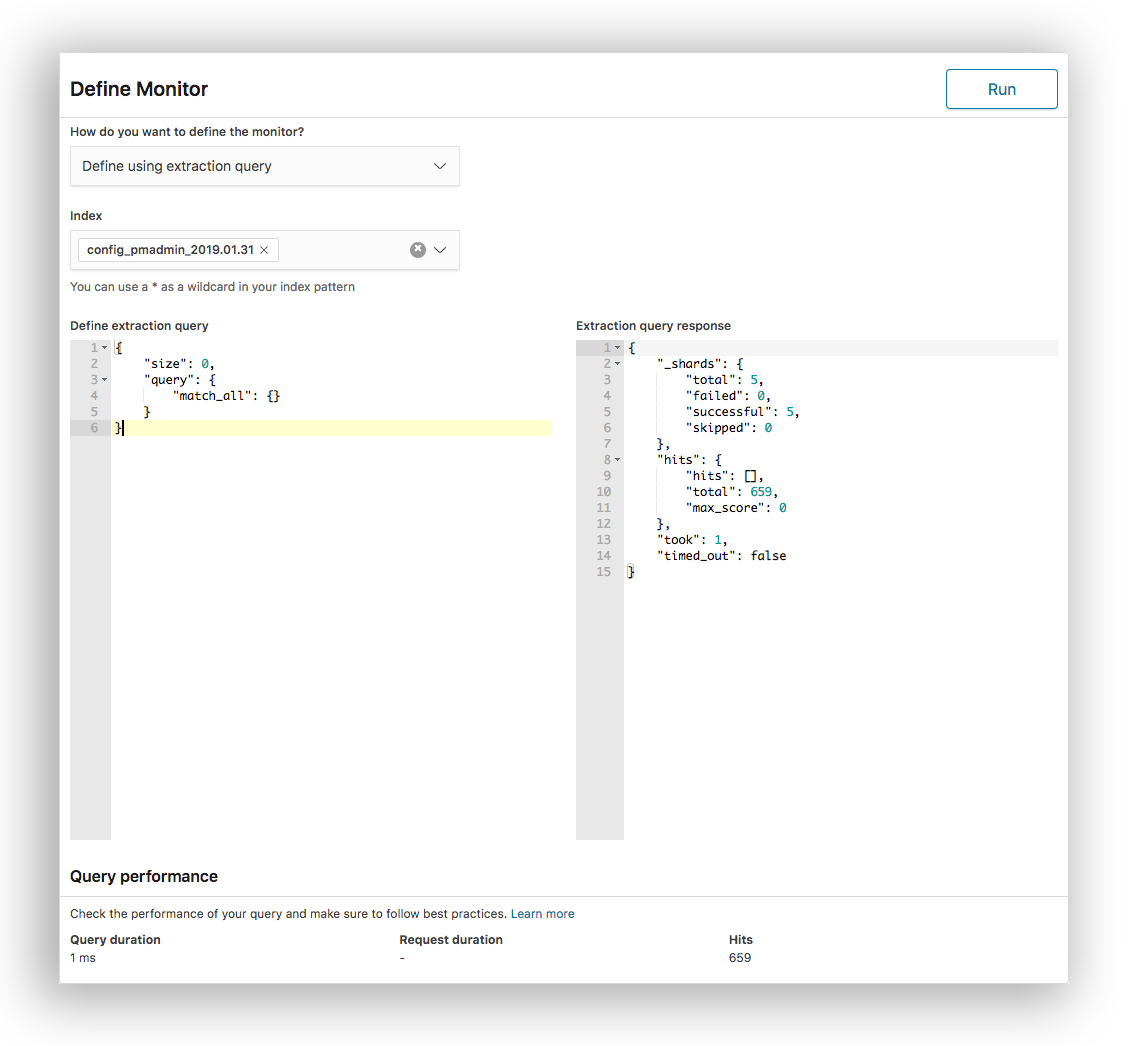 Define Monitor
Run
How do you want to define the monitor?
Define using extraction query
Index
config_pmadmin_2019.01.31
You can use a * as a wildcard in your index pattern
Define extraction query
1 {
2 "size": 0,
3 "query": {
4 "match_all": {}
5 }
6 }
Extraction query response
1 {
2 "_shards": {
3 "total": 5,
4 "failed": 0,
5 "successful": 5,
6 "skipped": 0
7 },
8 "hits": {
9 "hits": [],
10 "total": 659,
11 "max_score": 0
12 },
13 "took": 1,
14 "timed_out": false
15 }
Query performance
Check the performance of your query and make sure to follow best practices. Learn more
Query duration
1 ms
Request duration
-
Hits
659